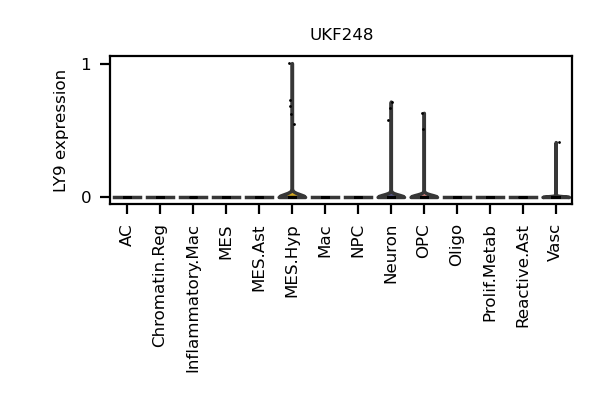 UKF248
LY9 expression
1
0
AC
Chromatin.Reg
Inflammatory.Mac
MES
MES.Ast
MES.Hyp
Mac
NPC
Neuron
OPC
Oligo
Prolif.Metab
Reactive.Ast
Vasc